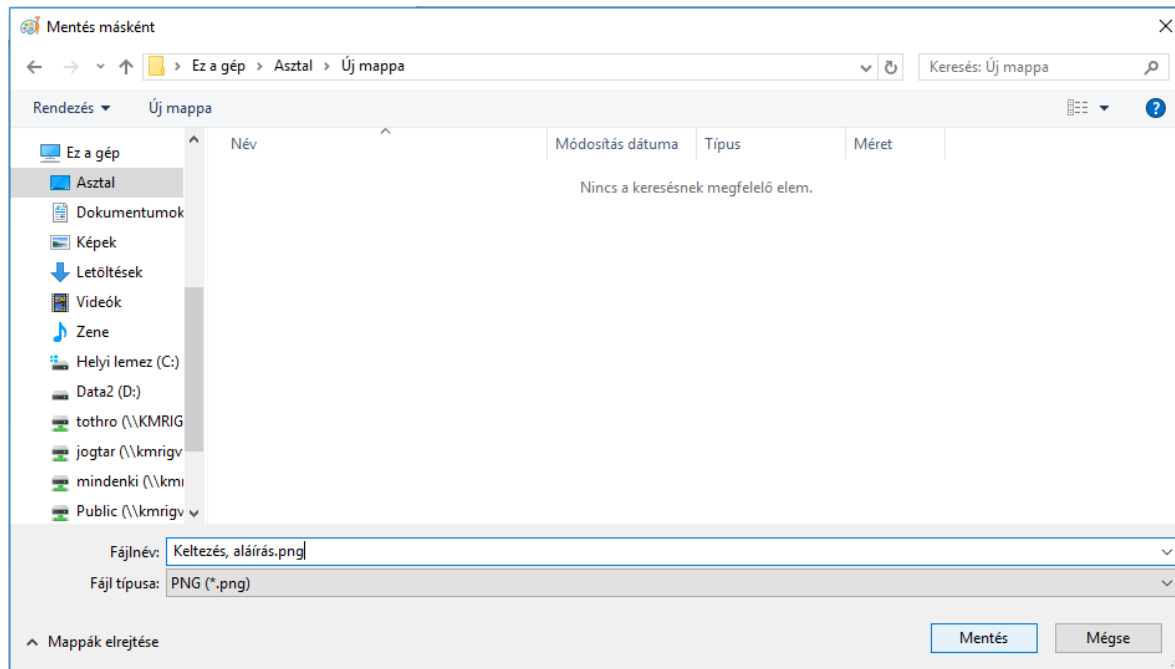 Mentés másként
Ez a gép > Asztal > Új mappa
Keresés: Új mappa
Rendezés Új mappa
Név Módosítás dátuma Típus Méret
Nincs a keresésnek megfelelő elem.
Ez a gép
Asztal
Dokumentumok
Képek
Letöltések
Videók
Zene
Helyi lemez (C:)
Data2 (D:)
tothro (\\KMRIG
jogtar (\\kmrigv
mindenki (\\kmı
Public (\\kmrigv
Fájlnév: Keltezés, aláírás.png
Fájl típusa: PNG (*.png)
Mappák elrejtése
Mentés Mégse